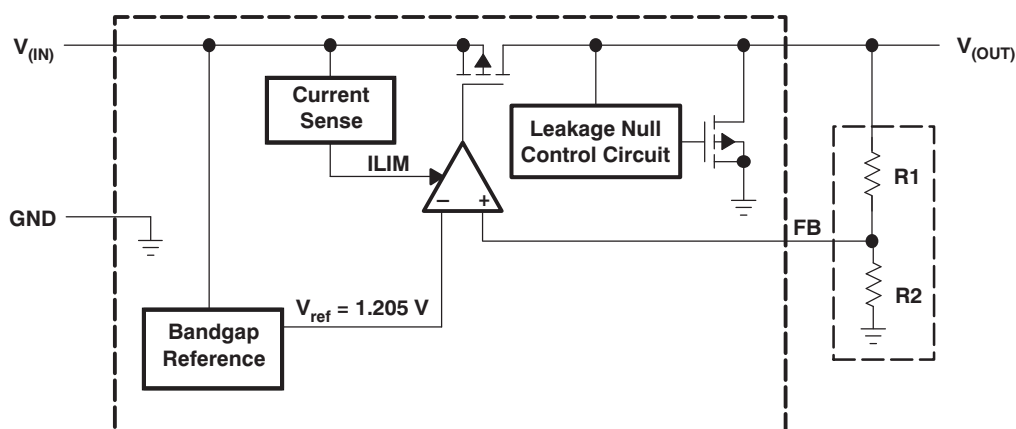 V(IN)
V(OUT)
Current
Sense
Leakage Null
Control Circuit
ILIM
R1
– +
GND
FB
R2
Vref = 1.205 V
Bandgap
Reference